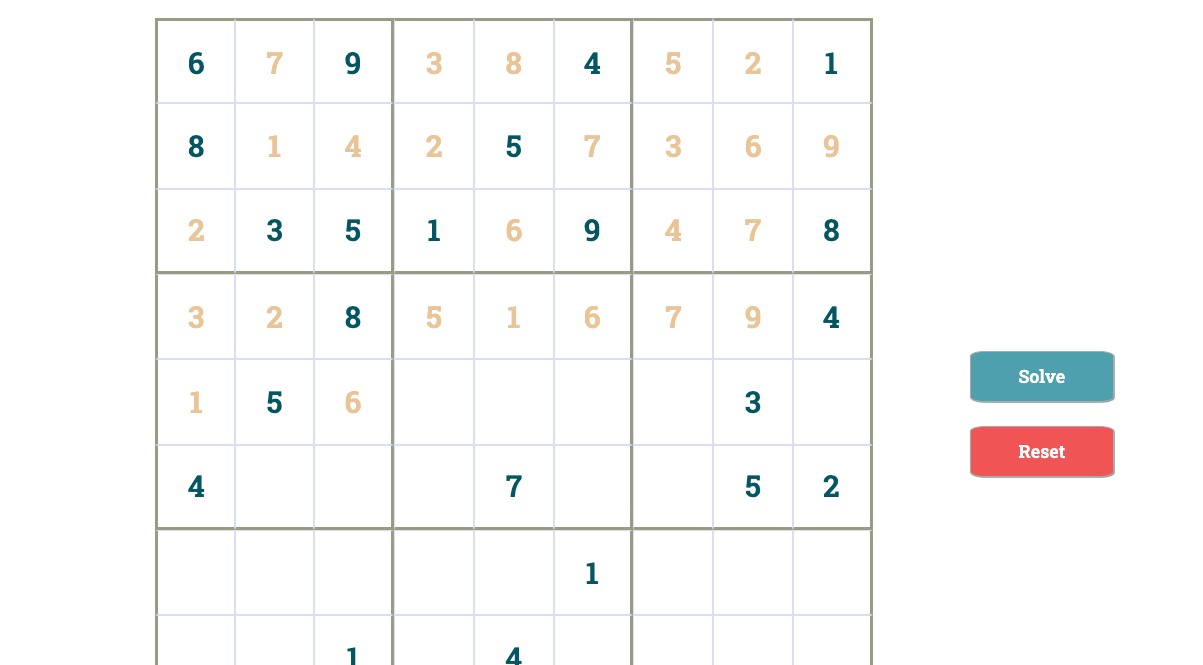 6 7 9 3 8 4 5 2 1
8 1 4 2 5 7 3 6 9
2 3 5 1 6 9 4 7 8
3 2 8 5 1 6 7 9 4
Solve
1 5 6 3
Reset
4 7 5 2
1
1 4